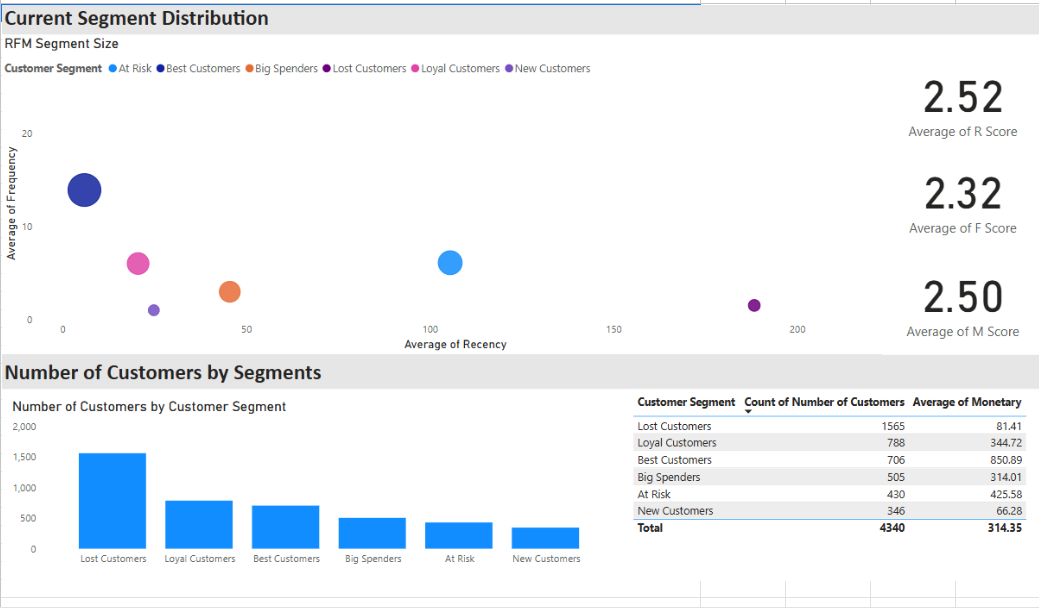 Current Segment Distribution
RFM Segment Size
Customer Segment At Risk Best Customers Big Spenders Lost Customers Loyal Customers New Customers
Average of Frequency
20
10
0
0 50 100 150 200
Average of Recency
2.52
Average of R Score
2.32
Average of F Score
2.50
Average of M Score
Number of Customers by Segments
Number of Customers by Customer Segment
2,000
1,500
1,000
500
0
Lost Customers Loyal Customers Best Customers Big Spenders At Risk New Customers
Customer Segment Count of Number of Customers Average of Monetary
Lost Customers 1565 81.41
Loyal Customers 788 344.72
Best Customers 706 850.89
Big Spenders 505 314.01
At Risk 430 425.58
New Customers 346 66.28
Total 4340 314.35